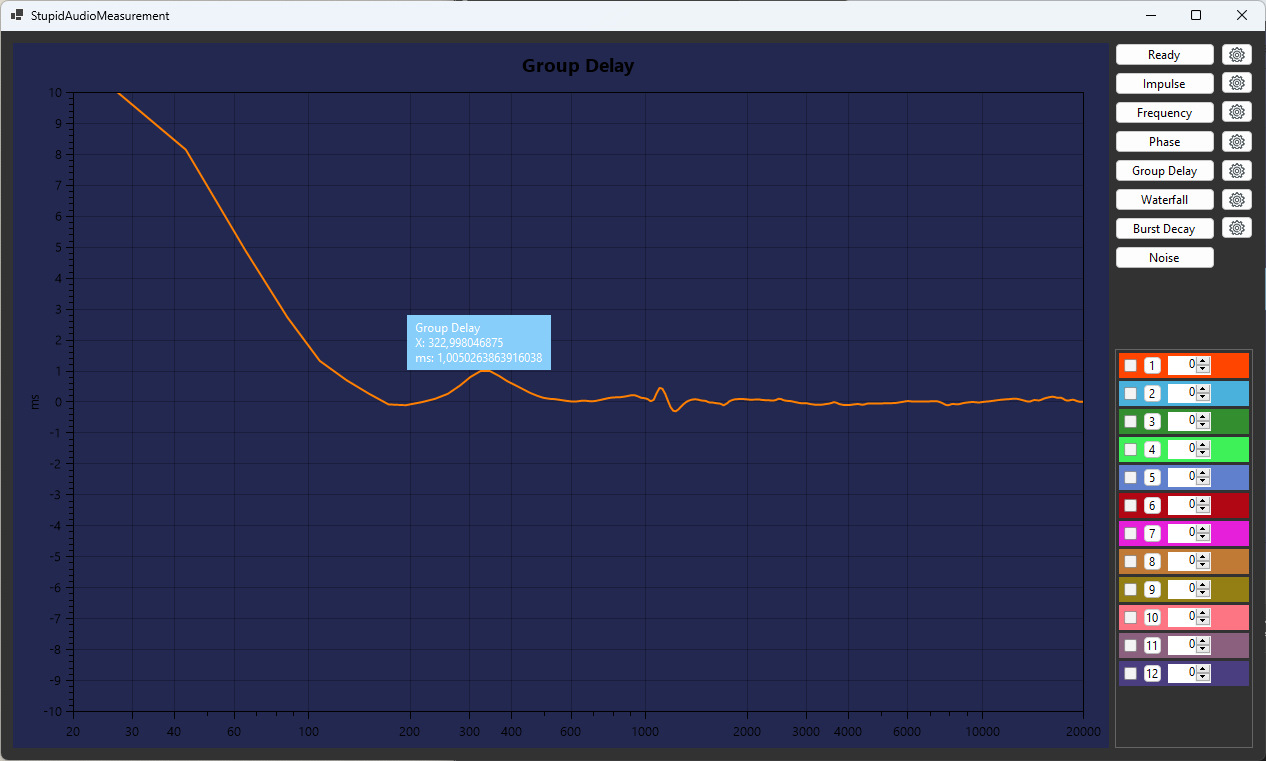 StupidAudioMeasurement
Group Delay
10
9
8
7
6
5
4
3
2
1
0
-1
-2
-3
-4
-5
-6
-7
-8
-9
-10
ms
Group Delay
X: 322,998046875
ms: 1,0050263863916038
20 30 40 60 100 200 300 400 600 1000 2000 3000 4000 6000 10000 20000
Ready
Impulse
Frequency
Phase
Group Delay
Waterfall
Burst Decay
Noise
1 0
2 0
3 0
4 0
5 0
6 0
7 0
8 0
9 0
10 0
11 0
12 0